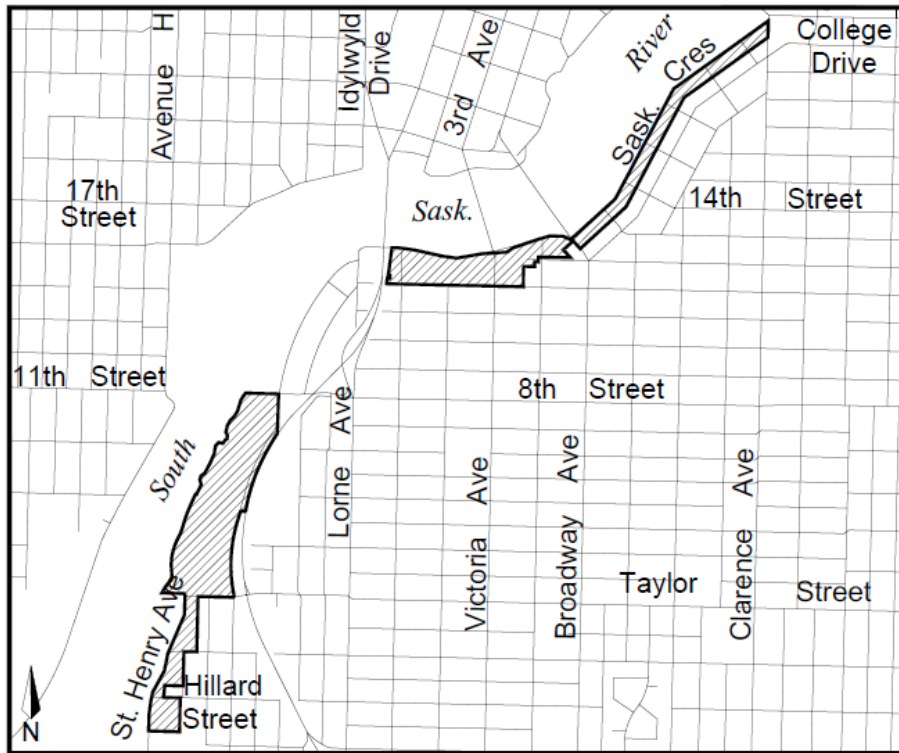 Avenue H
Idylwyld
Drive
3rd Ave
River
Sask. Cres
College
Drive
17th
Street
Sask.
14th Street
11th Street
8th Street
South
Lorne Ave
Victoria Ave
Broadway Ave
Clarence Ave
Taylor Street
St. Henry Ave
Hillard
Street
N